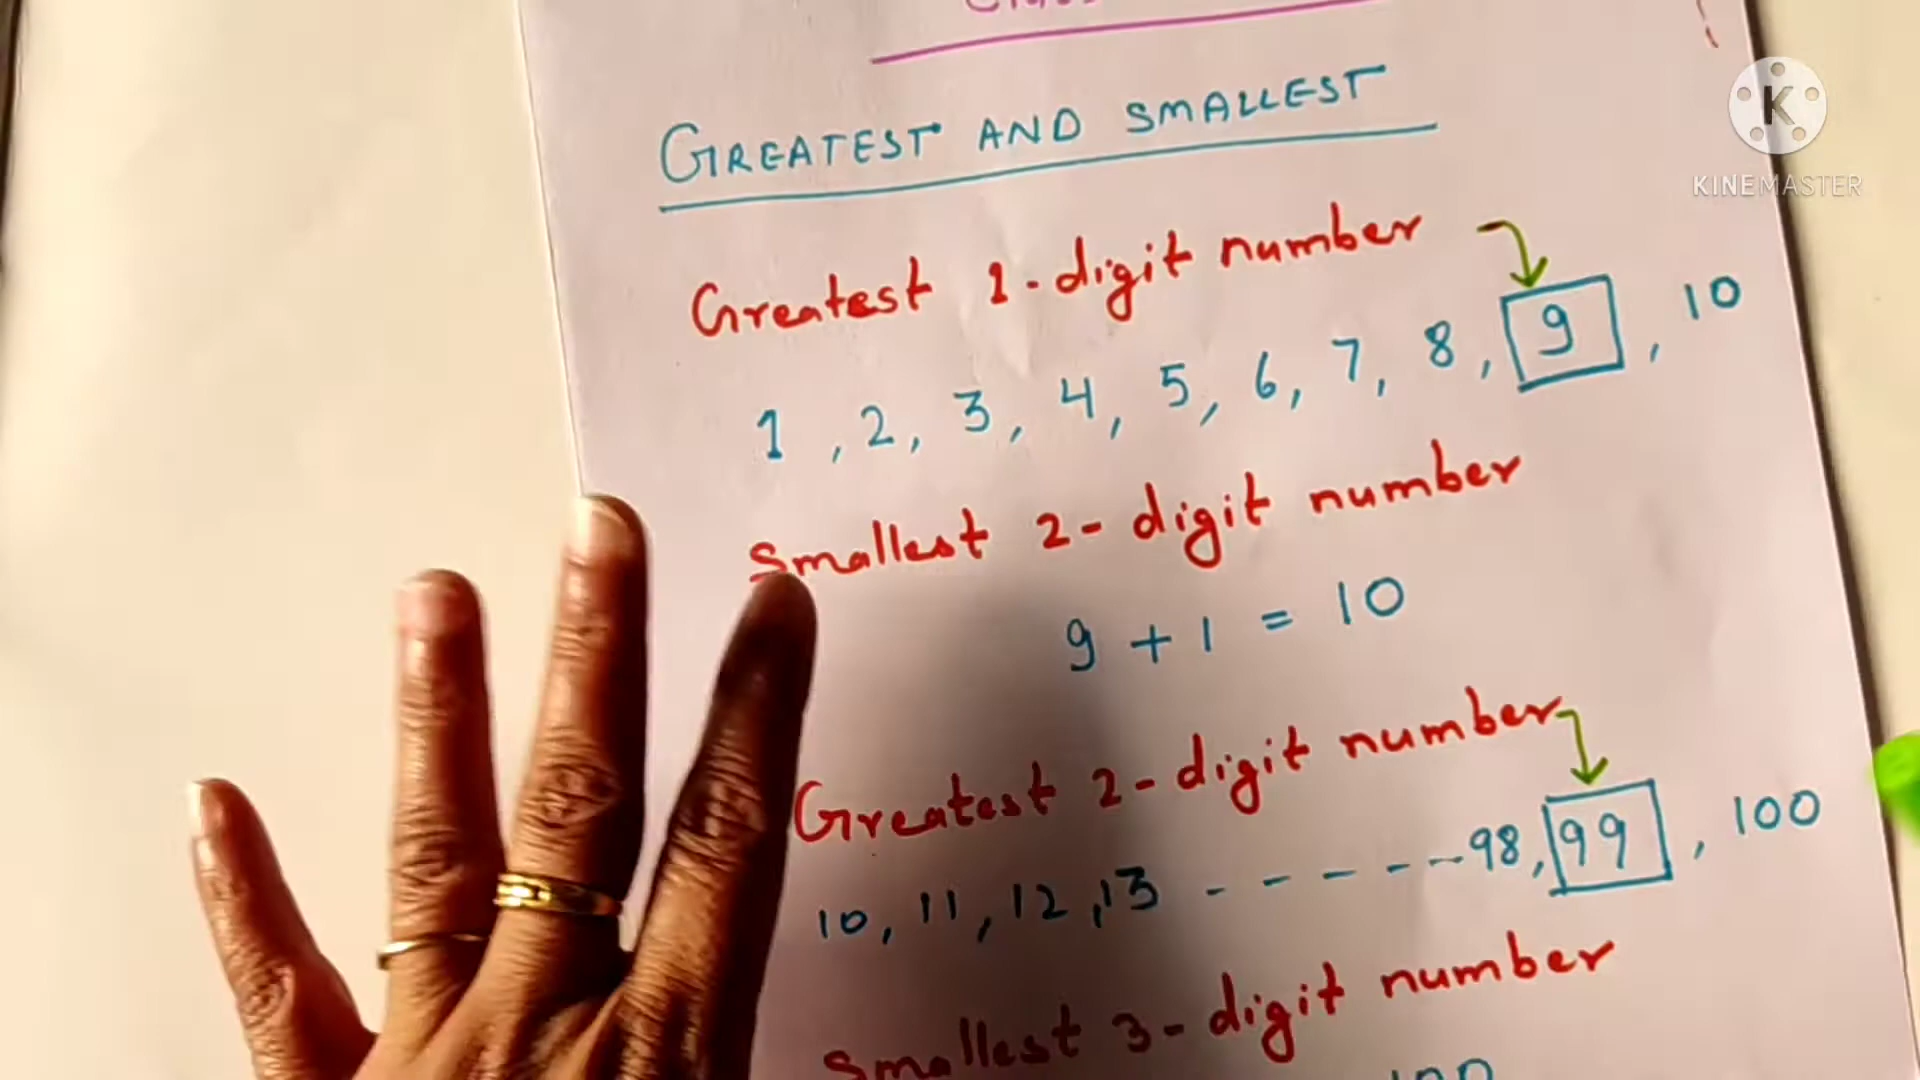 GREATEST AND SMALLEST
KINEMASTER
Greatest 1-digit number
1, 2, 3, 4, 5, 6, 7, 8, 9, 10
Smallest 2-digit number
9 + 1 = 10
Greatest 2-digit number
10, 11, 12, 13 ------98, 99, 100
Smallest 3-digit number
100